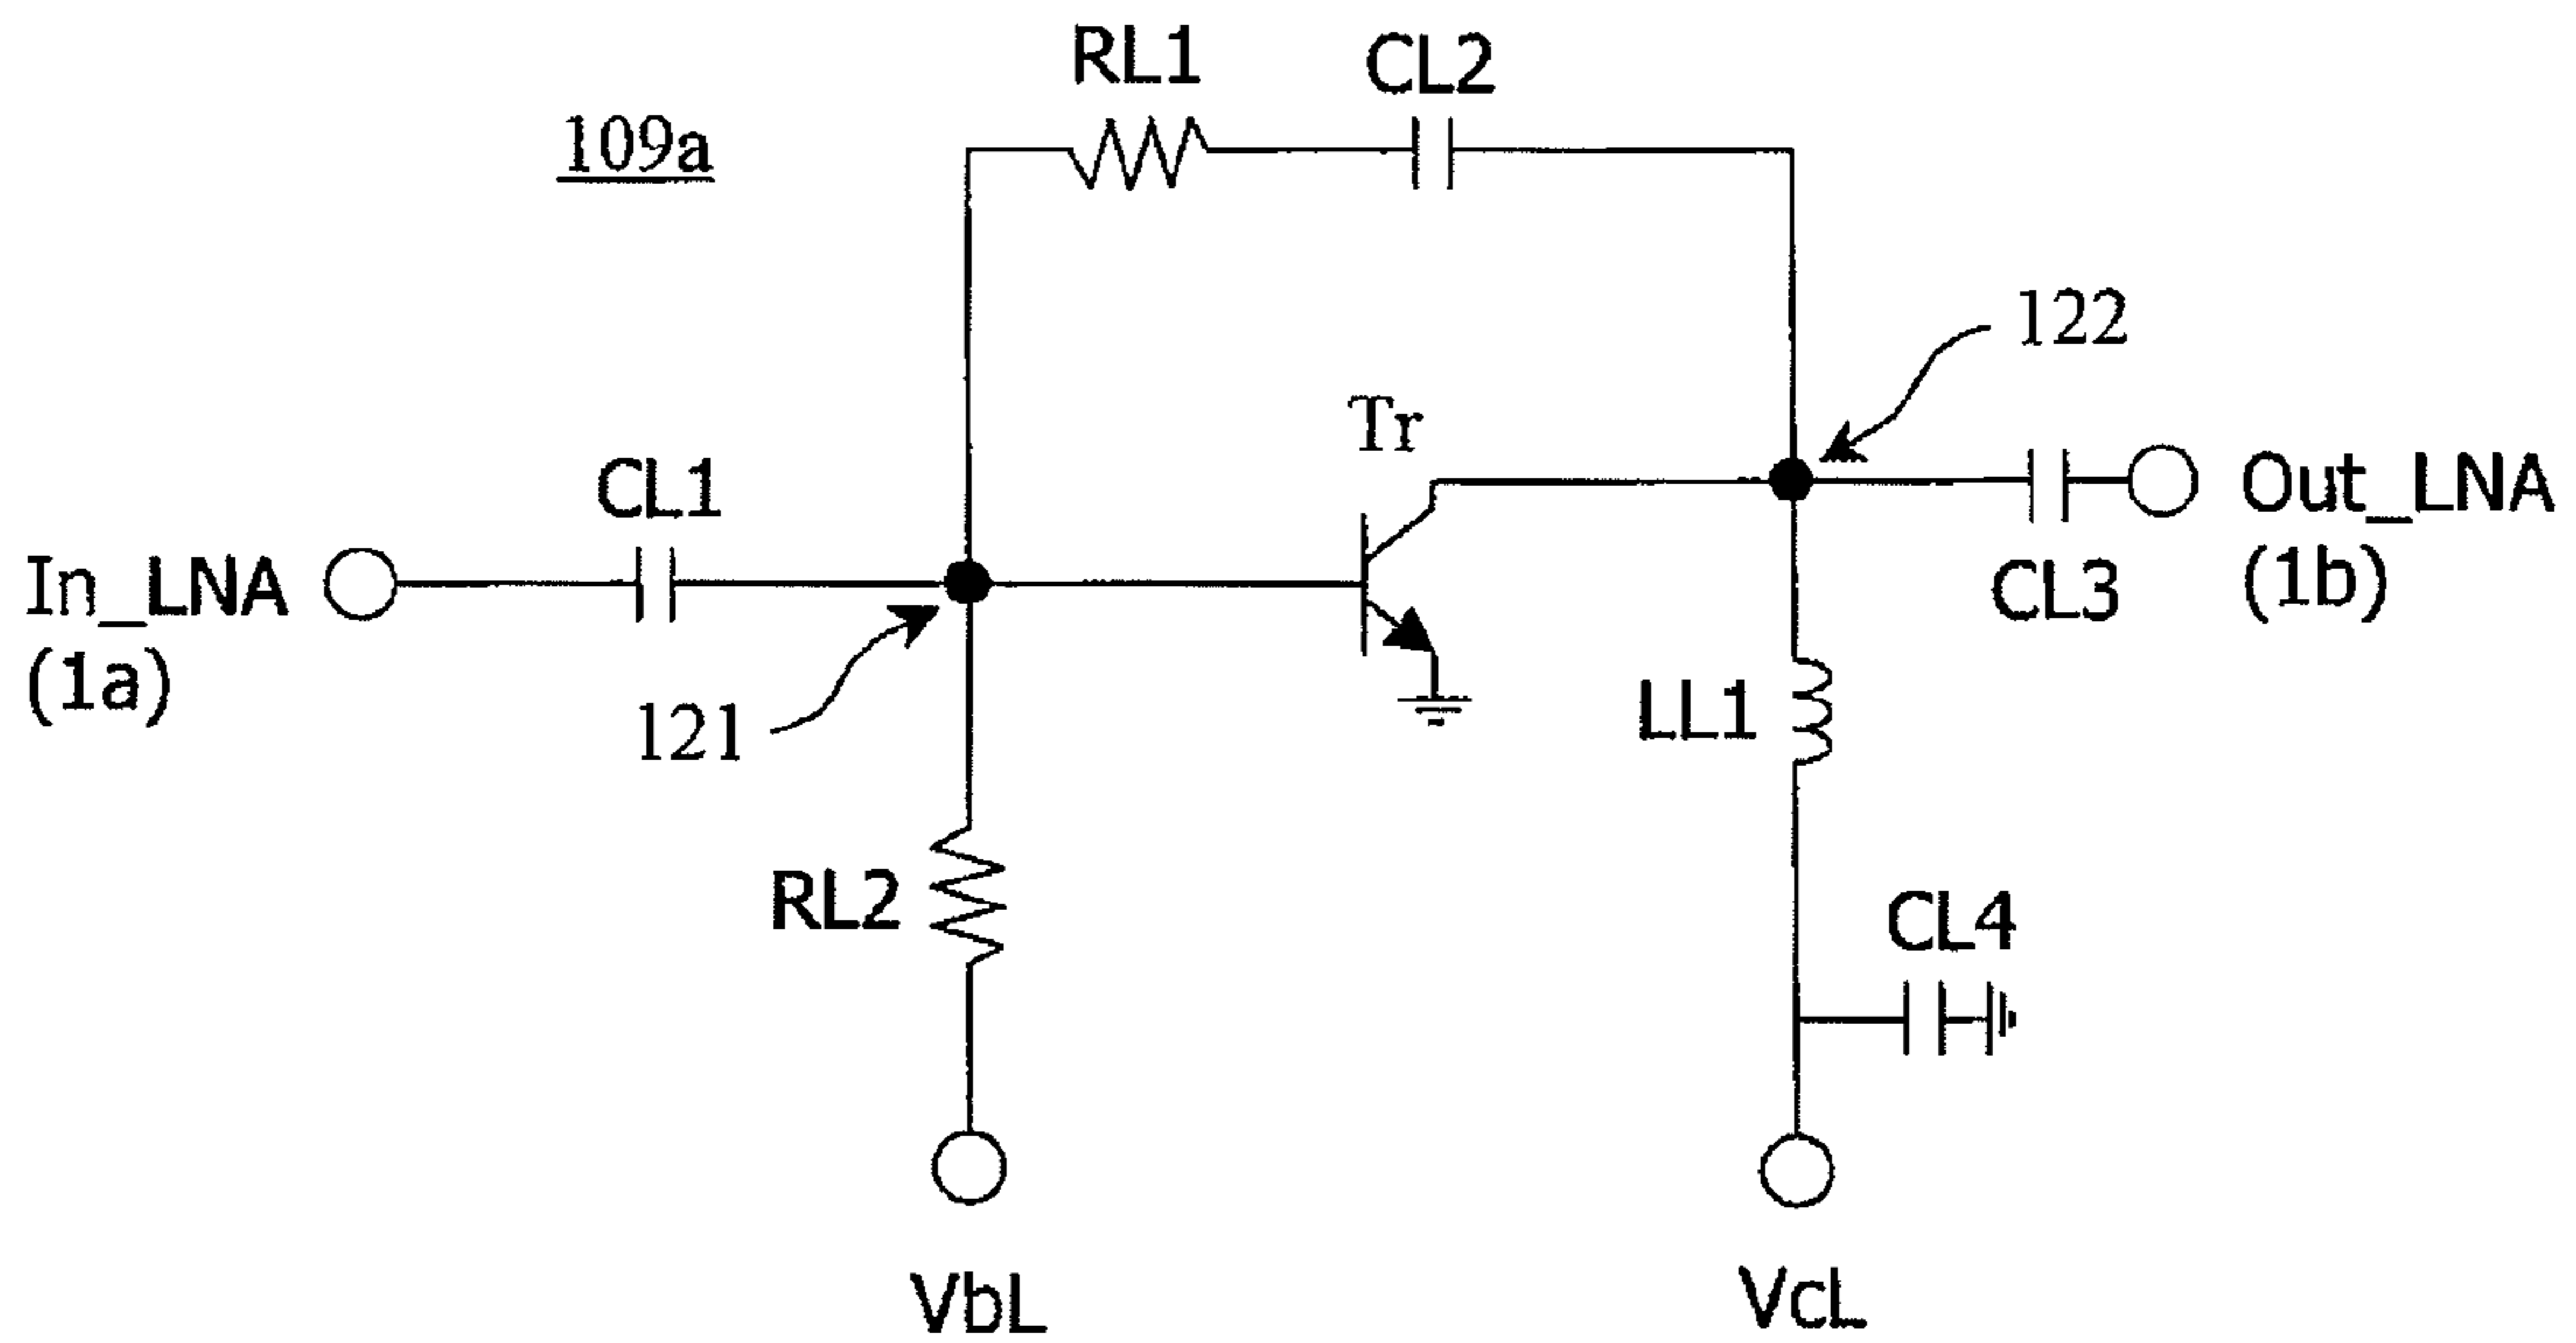 RL1
CL2
109a
122
Tr
CL1
In_LNA
(1a)
Out_LNA
(1b)
CL3
121
LL1
RL2
CL4
VbL
VcL